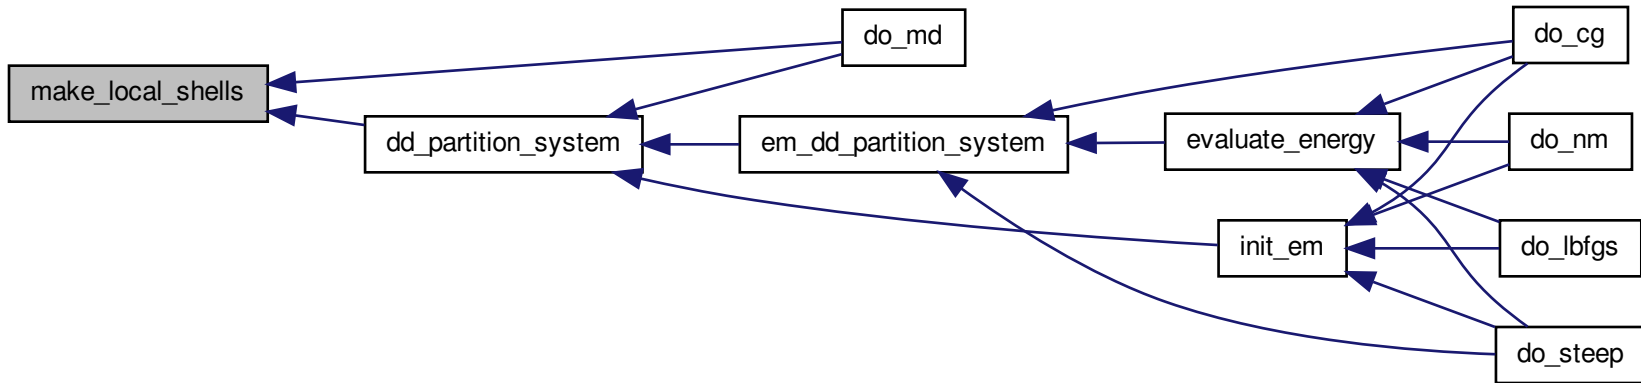 make_local_shells
do_md
dd_partition_system
em_dd_partition_system
evaluate_energy
init_em
do_cg
do_nm
do_lbfgs
do_steep